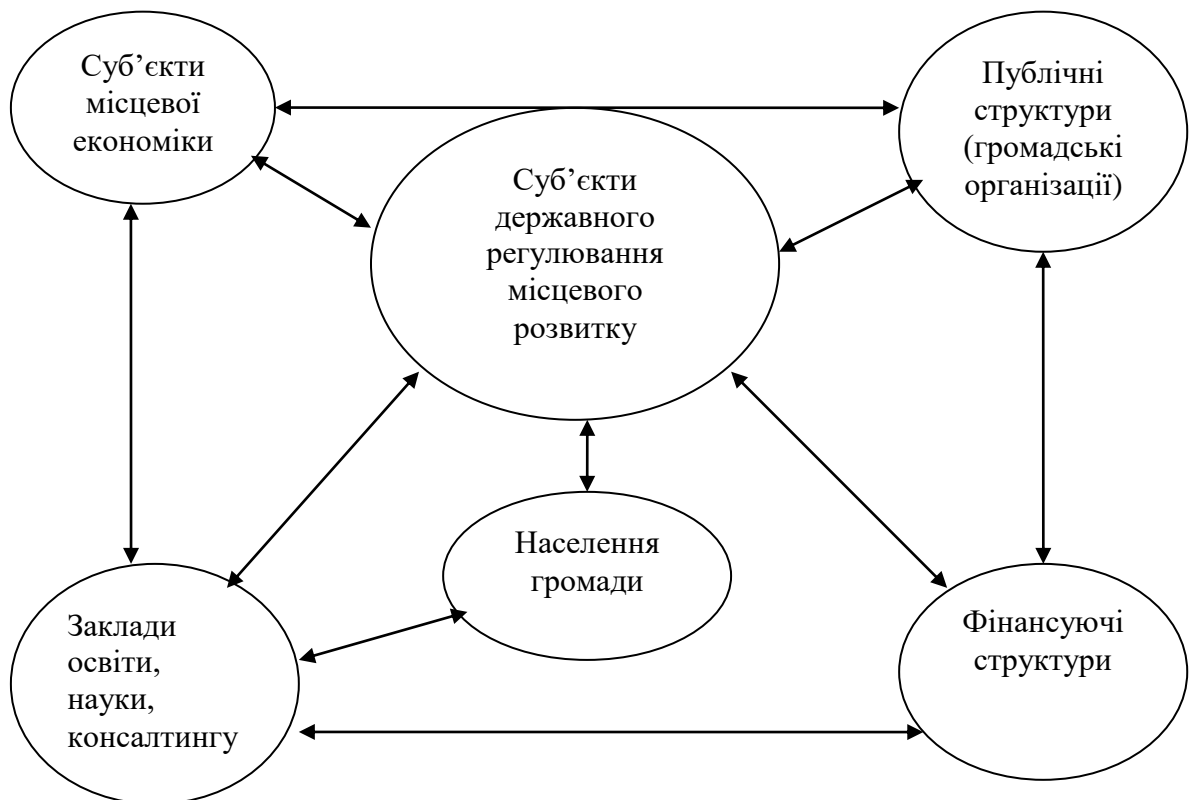 Суб’єкти
місцевої
економіки
Публічні
структури
(громадські
організації)
Суб’єкти
державного
регулювання
місцевого
розвитку
Населення
громади
Заклади
освіти,
науки,
консалтингу
Фінансуючі
структури